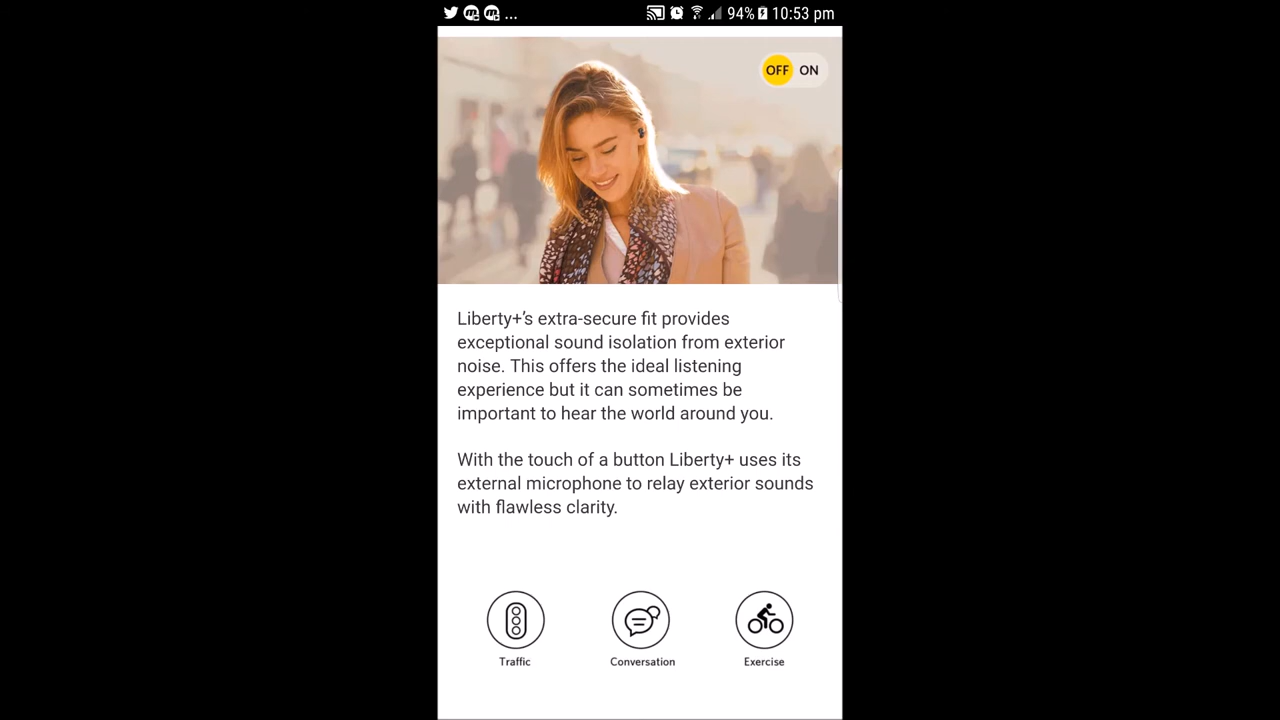 ... 94% 10:53 pm
OFF ON
Liberty+’s extra-secure fit provides
exceptional sound isolation from exterior
noise. This offers the ideal listening
experience but it can sometimes be
important to hear the world around you.
With the touch of a button Liberty+ uses its
external microphone to relay exterior sounds
with flawless clarity.
Traffic Conversation Exercise